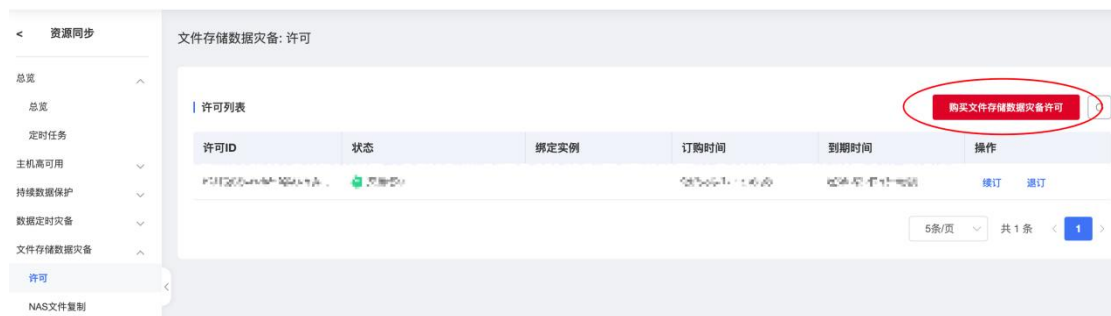 < 资源同步
文件存储数据灾备: 许可
总览
总览
定时任务
主机高可用
持续数据保护
数据定时灾备
文件存储数据灾备
许可
NAS文件复制
许可列表
购买文件存储数据灾备许可
许可ID 状态 绑定实例 订购时间 到期时间 操作
续订 退订
5条/页 共 1 条 < 1 >